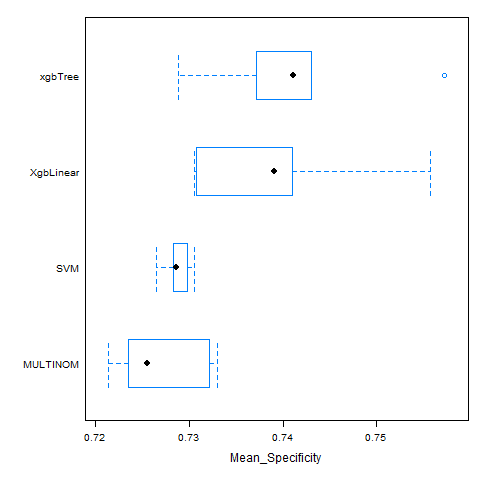 xgbTree
XgbLinear
SVM
MULTINOM
0.72 0.73 0.74 0.75
Mean_Specificity